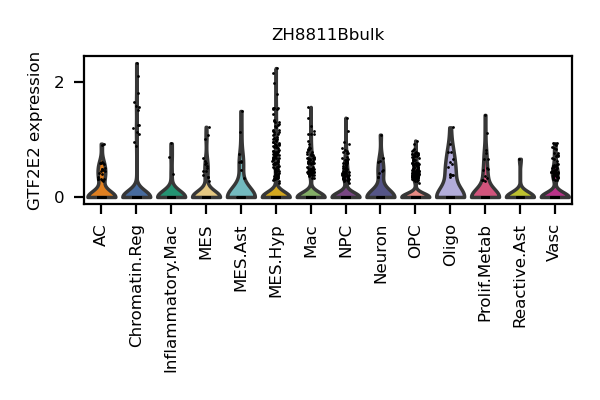 ZH8811Bbulk
GTF2E2 expression
2
0
AC
Chromatin.Reg
Inflammatory.Mac
MES
MES.Ast
MES.Hyp
Mac
NPC
Neuron
OPC
Oligo
Prolif.Metab
Reactive.Ast
Vasc